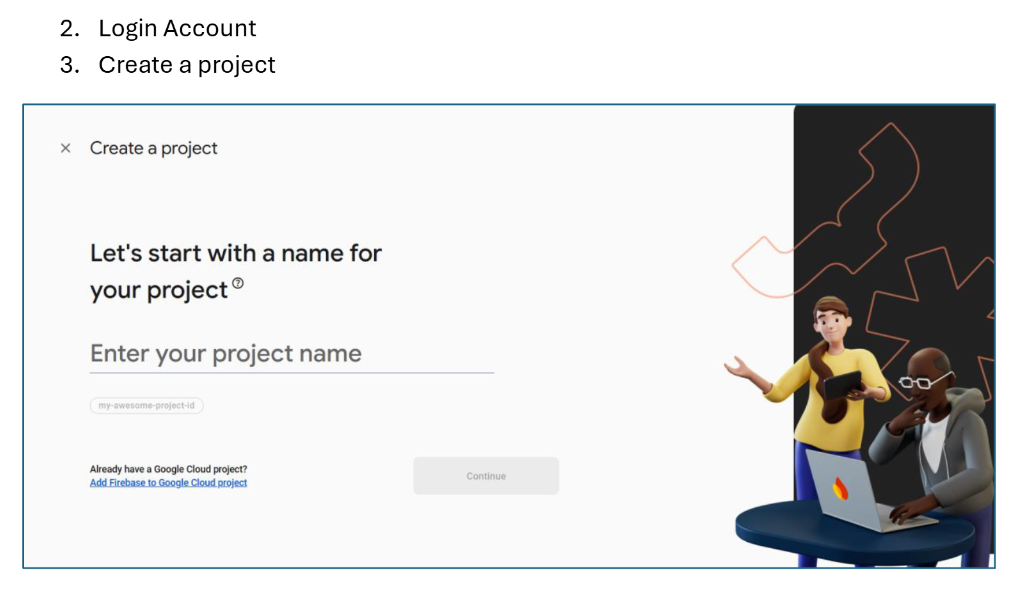 2. Login Account
3. Create a project
× Create a project
Let's start with a name for
your project ?
Enter your project name
my-awesome-project-id
Already have a Google Cloud project?
Add Firebase to Google Cloud project
Continue